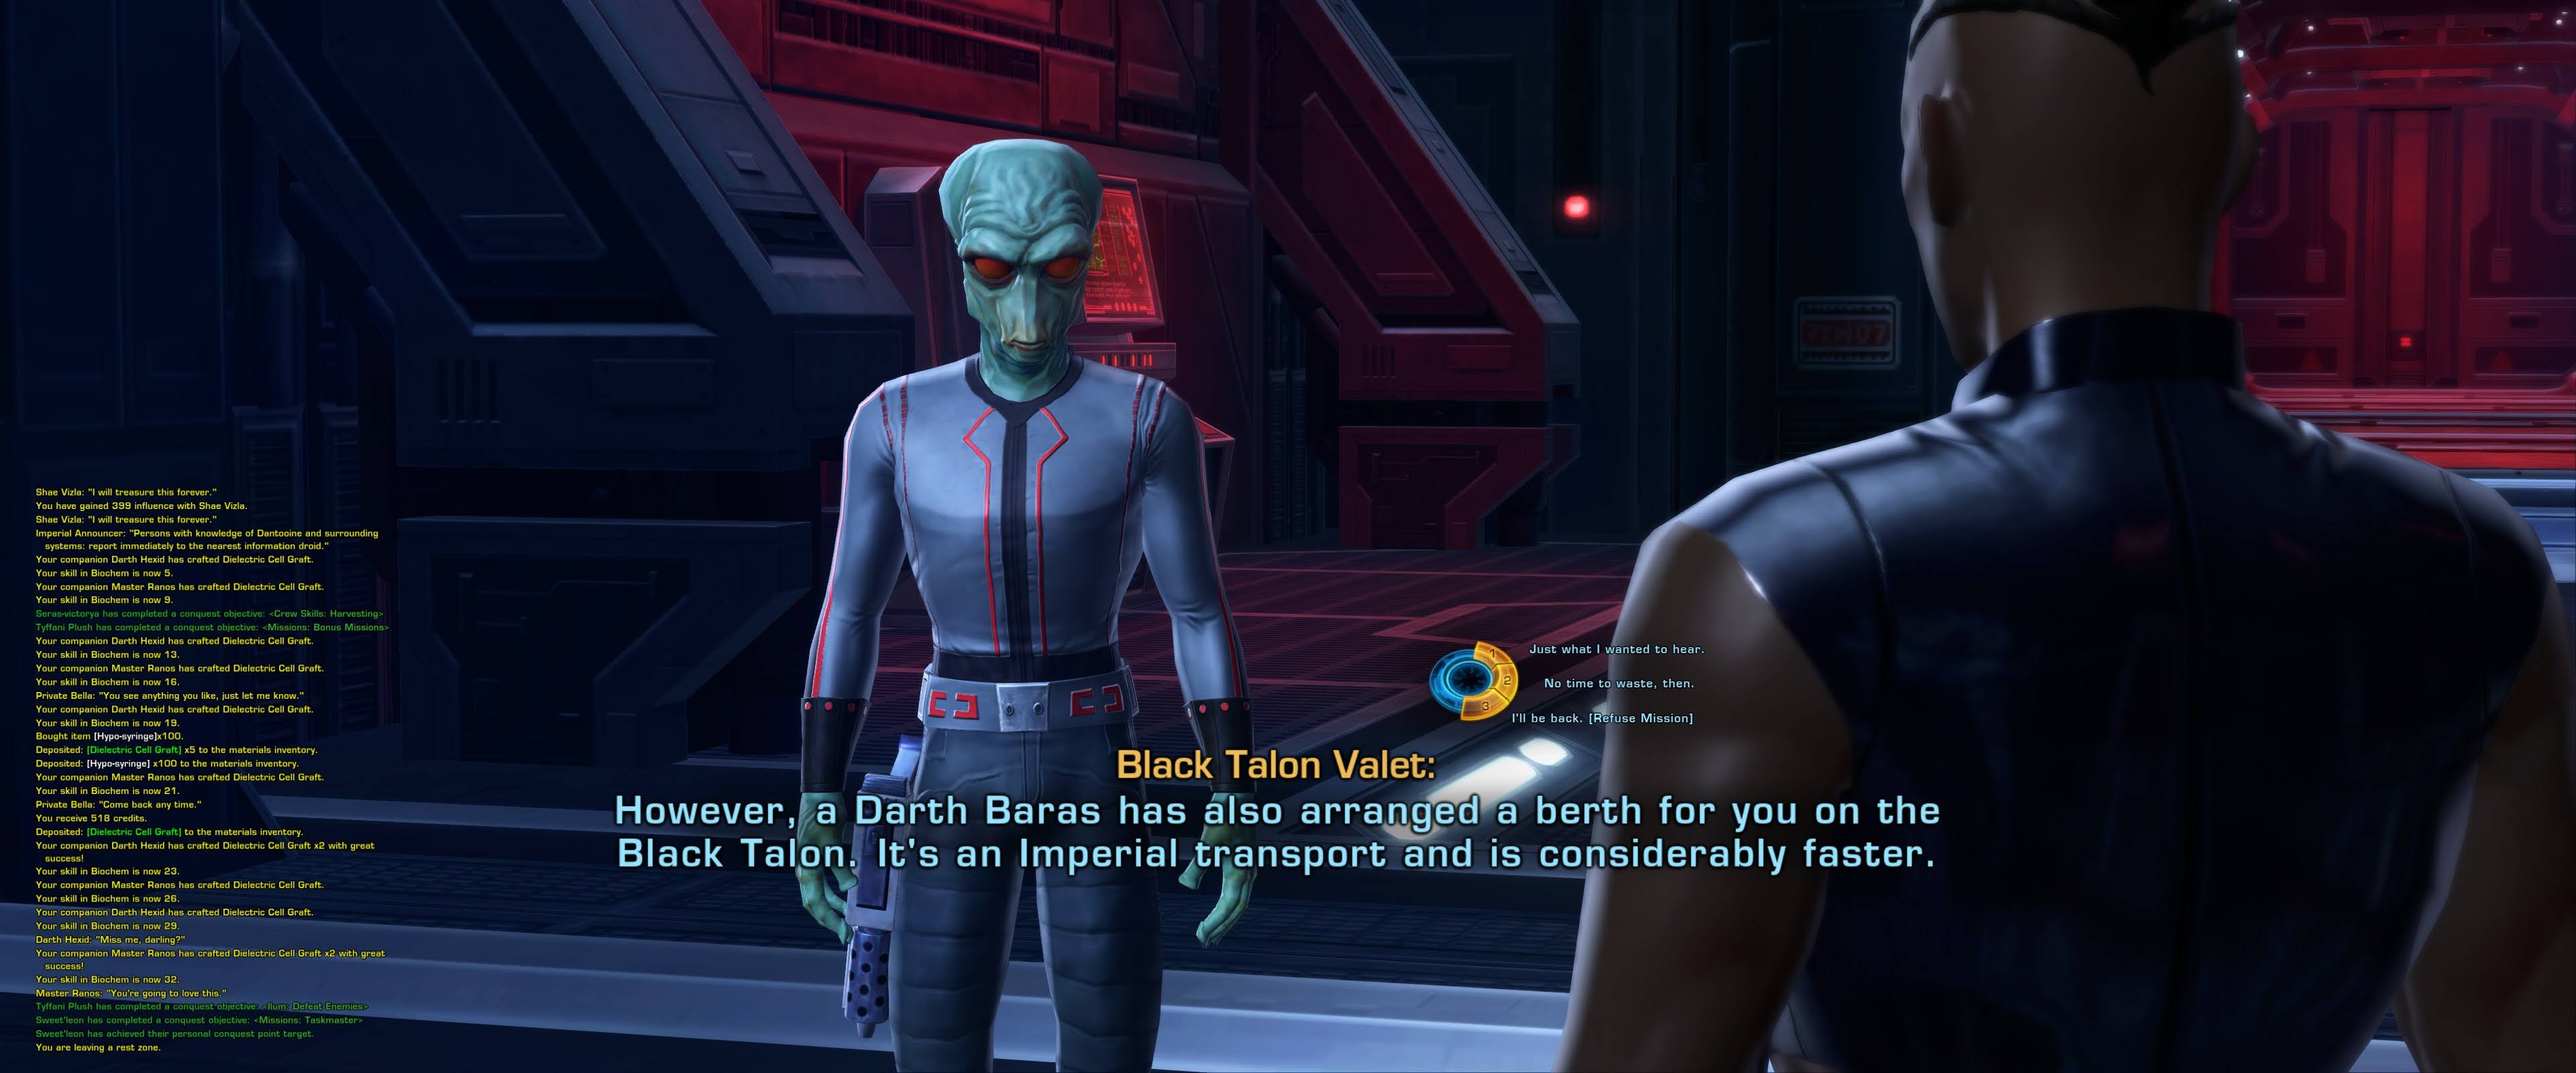 Shae Vizla: "I will treasure this forever."
You have gained 399 influence with Shae Vizla.
Shae Vizla: "I will treasure this forever."
Imperial Announcer: "Persons with knowledge of Dantooine and surrounding
systems: report immediately to the nearest information droid."
Your companion Darth Hexid has crafted Dielectric Cell Graft.
Your skill in Biochem is now 5.
Your companion Master Ranos has crafted Dielectric Cell Graft.
Your skill in Biochem is now 9.
Seras-victorya has completed a conquest objective: <Crew Skills: Harvesting>
Tyffani Plush has completed a conquest objective: <Missions: Bonus Missions>
Your companion Darth Hexid has crafted Dielectric Cell Graft.
Your skill in Biochem is now 13.
Your companion Master Ranos has crafted Dielectric Cell Graft.
Your skill in Biochem is now 16.
Private Bella: "You see anything you like, just let me know."
Your companion Darth Hexid has crafted Dielectric Cell Graft.
Your skill in Biochem is now 19.
Bought item [Hypo-syringe]x100.
Deposited: [Dielectric Cell Graft] x5 to the materials inventory.
Deposited: [Hypo-syringe] x100 to the materials inventory.
Your companion Master Ranos has crafted Dielectric Cell Graft.
Your skill in Biochem is now 21.
Private Bella: "Come back any time."
You receive 518 credits.
Deposited: [Dielectric Cell Graft] to the materials inventory.
Your companion Darth Hexid has crafted Dielectric Cell Graft x2 with great
success!
Your skill in Biochem is now 23.
Your companion Master Ranos has crafted Dielectric Cell Graft.
Your skill in Biochem is now 26.
Your companion Darth Hexid has crafted Dielectric Cell Graft.
Your skill in Biochem is now 29.
Darth Hexid: "Miss me, darling?"
Your companion Master Ranos has crafted Dielectric Cell Graft x2 with great
success!
Your skill in Biochem is now 32.
Master Ranos: "You're going to love this."
Tyffani Plush has completed a conquest objective: <Ilum: Defeat Enemies>
Sweet'leon has completed a conquest objective: <Missions: Taskmaster>
Sweet'leon has achieved their personal conquest point target.
You are leaving a rest zone.
1 Just what I wanted to hear.
2 No time to waste, then.
3 I'll be back. [Refuse Mission]
Black Talon Valet:
However, a Darth Baras has also arranged a berth for you on the
Black Talon. It's an Imperial transport and is considerably faster.